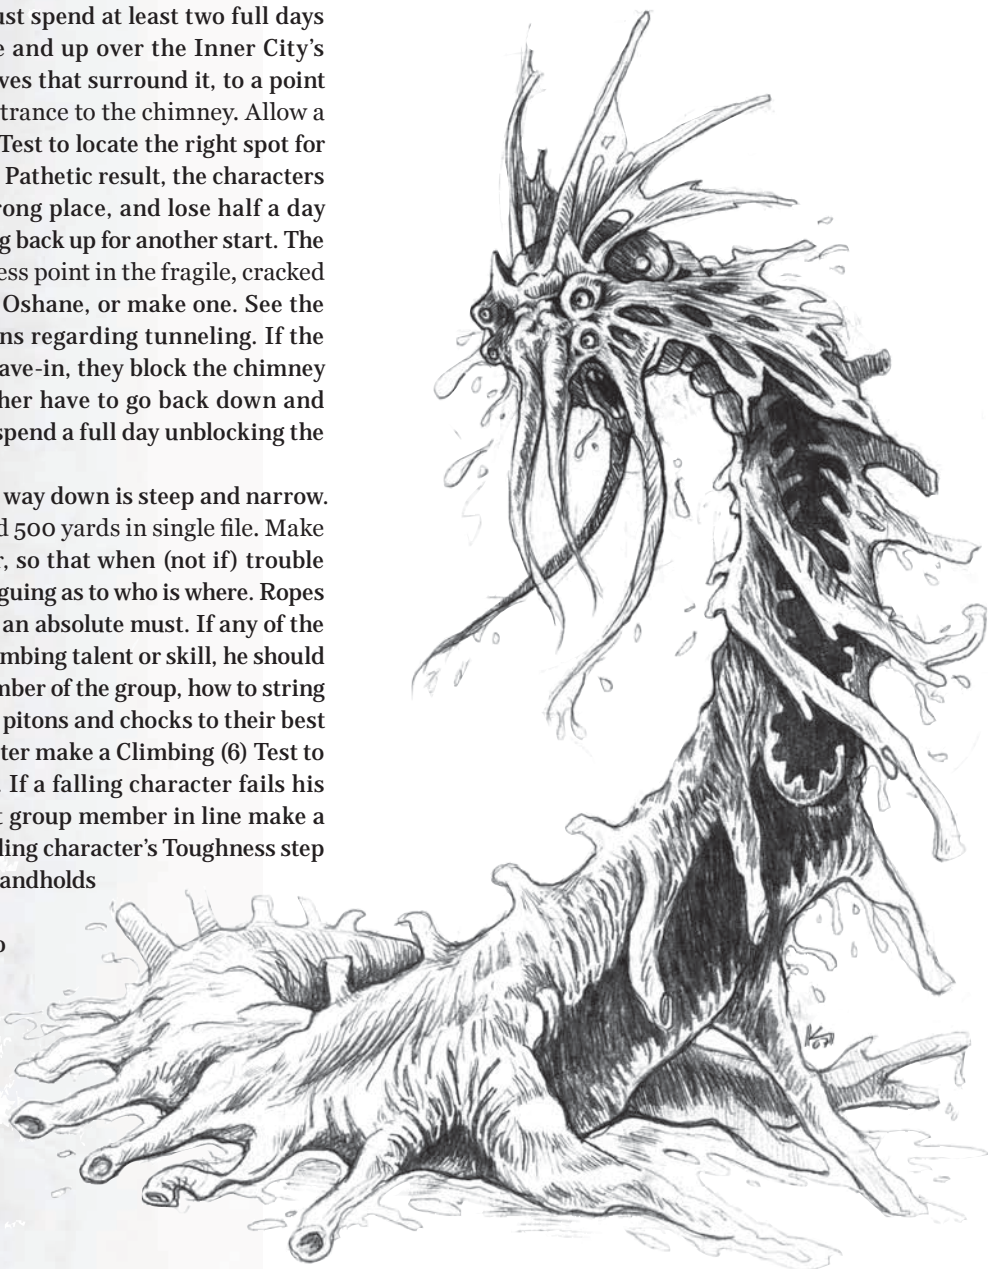 ust spend at least two full days
e and up over the Inner City's
ves that surround it, to a point
trance to the chimney. Allow a
Test to locate the right spot for
Pathetic result, the characters
rong place, and lose half a day
g back up for another start. The
ess point in the fragile, cracked
Oshane, or make one. See the
ns regarding tunneling. If the
ave-in, they block the chimney
her have to go back down and
spend a full day unblocking the
way down is steep and narrow.
d 500 yards in single file. Make
r, so that when (not if) trouble
guing as to who is where. Ropes
an absolute must. If any of the
mbing talent or skill, he should
mber of the group, how to string
pitons and chocks to their best
ter make a Climbing (6) Test to
. If a falling character fails his
t group member in line make a
lling character's Toughness step
andholds
o